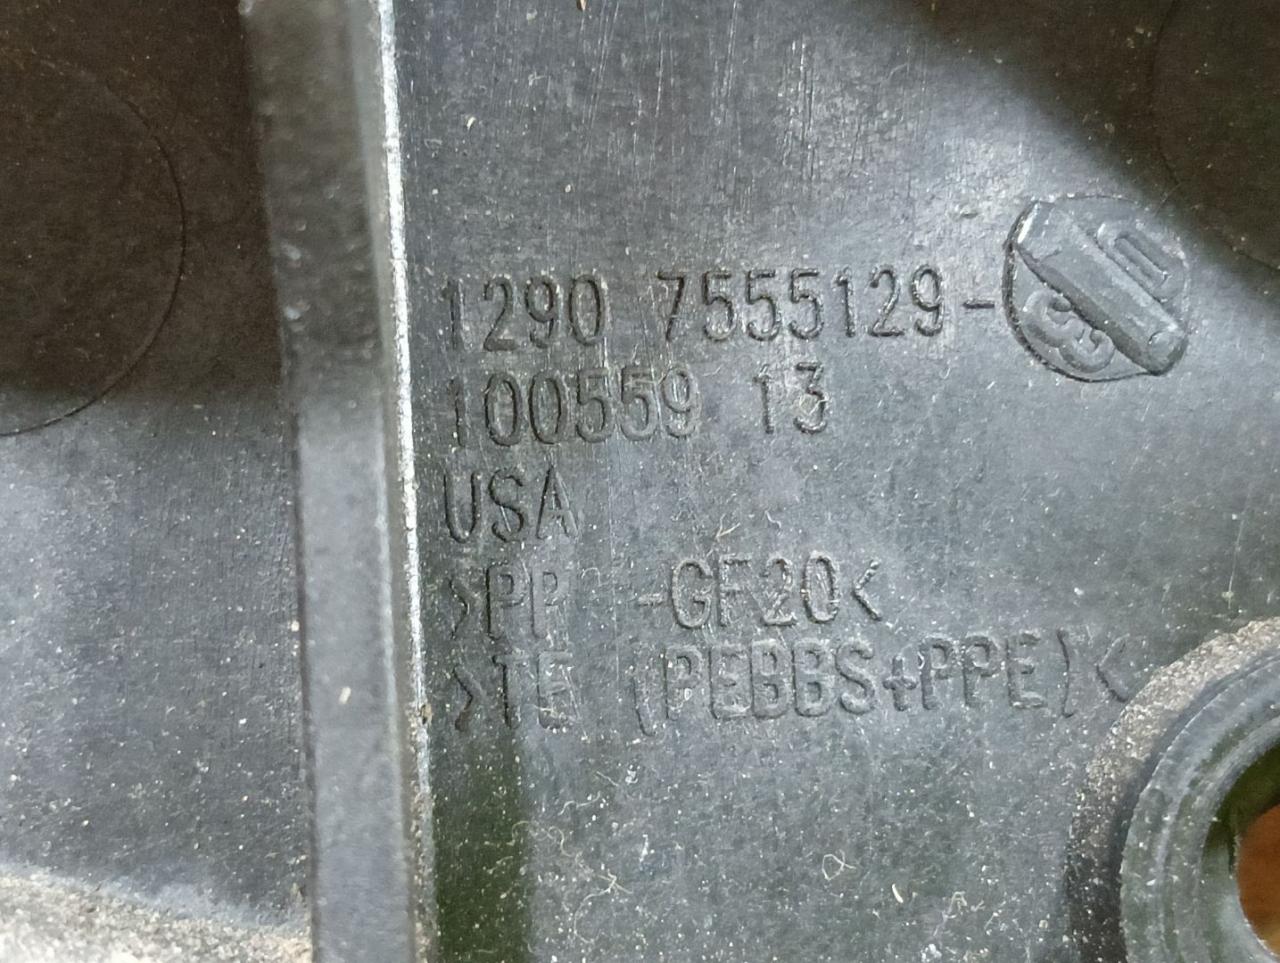 1290 7555129-
100559 13
USA
>PP -GF20<
>TE (PEBBS+PPE)<